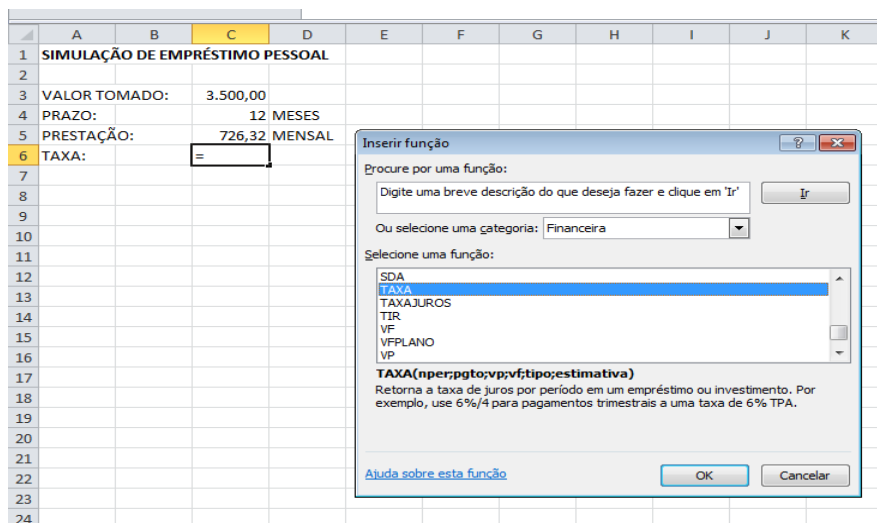 A B C D E F G H I J K
1 SIMULAÇÃO DE EMPRÉSTIMO PESSOAL
2
3 VALOR TOMADO: 3.500,00
4 PRAZO: 12 MESES
5 PRESTAÇÃO: 726,32 MENSAL
6 TAXA: =
7
8
9
10
11
12
13
14
15
16
17
18
19
20
21
22
23
24
Inserir função
Procure por uma função:
Digite uma breve descrição do que deseja fazer e clique em 'Ir'
Ir
Ou selecione uma categoria: Financeira
Selecione uma função:
SDA
TAXA
TAXAJUROS
TIR
VF
VFPLANO
VP
TAXA(nper;pgto;vp;vf;tipo;estimativa)
Retorna a taxa de juros por período em um empréstimo ou investimento. Por
exemplo, use 6%/4 para pagamentos trimestrais a uma taxa de 6% TPA.
Ajuda sobre esta função
OK Cancelar